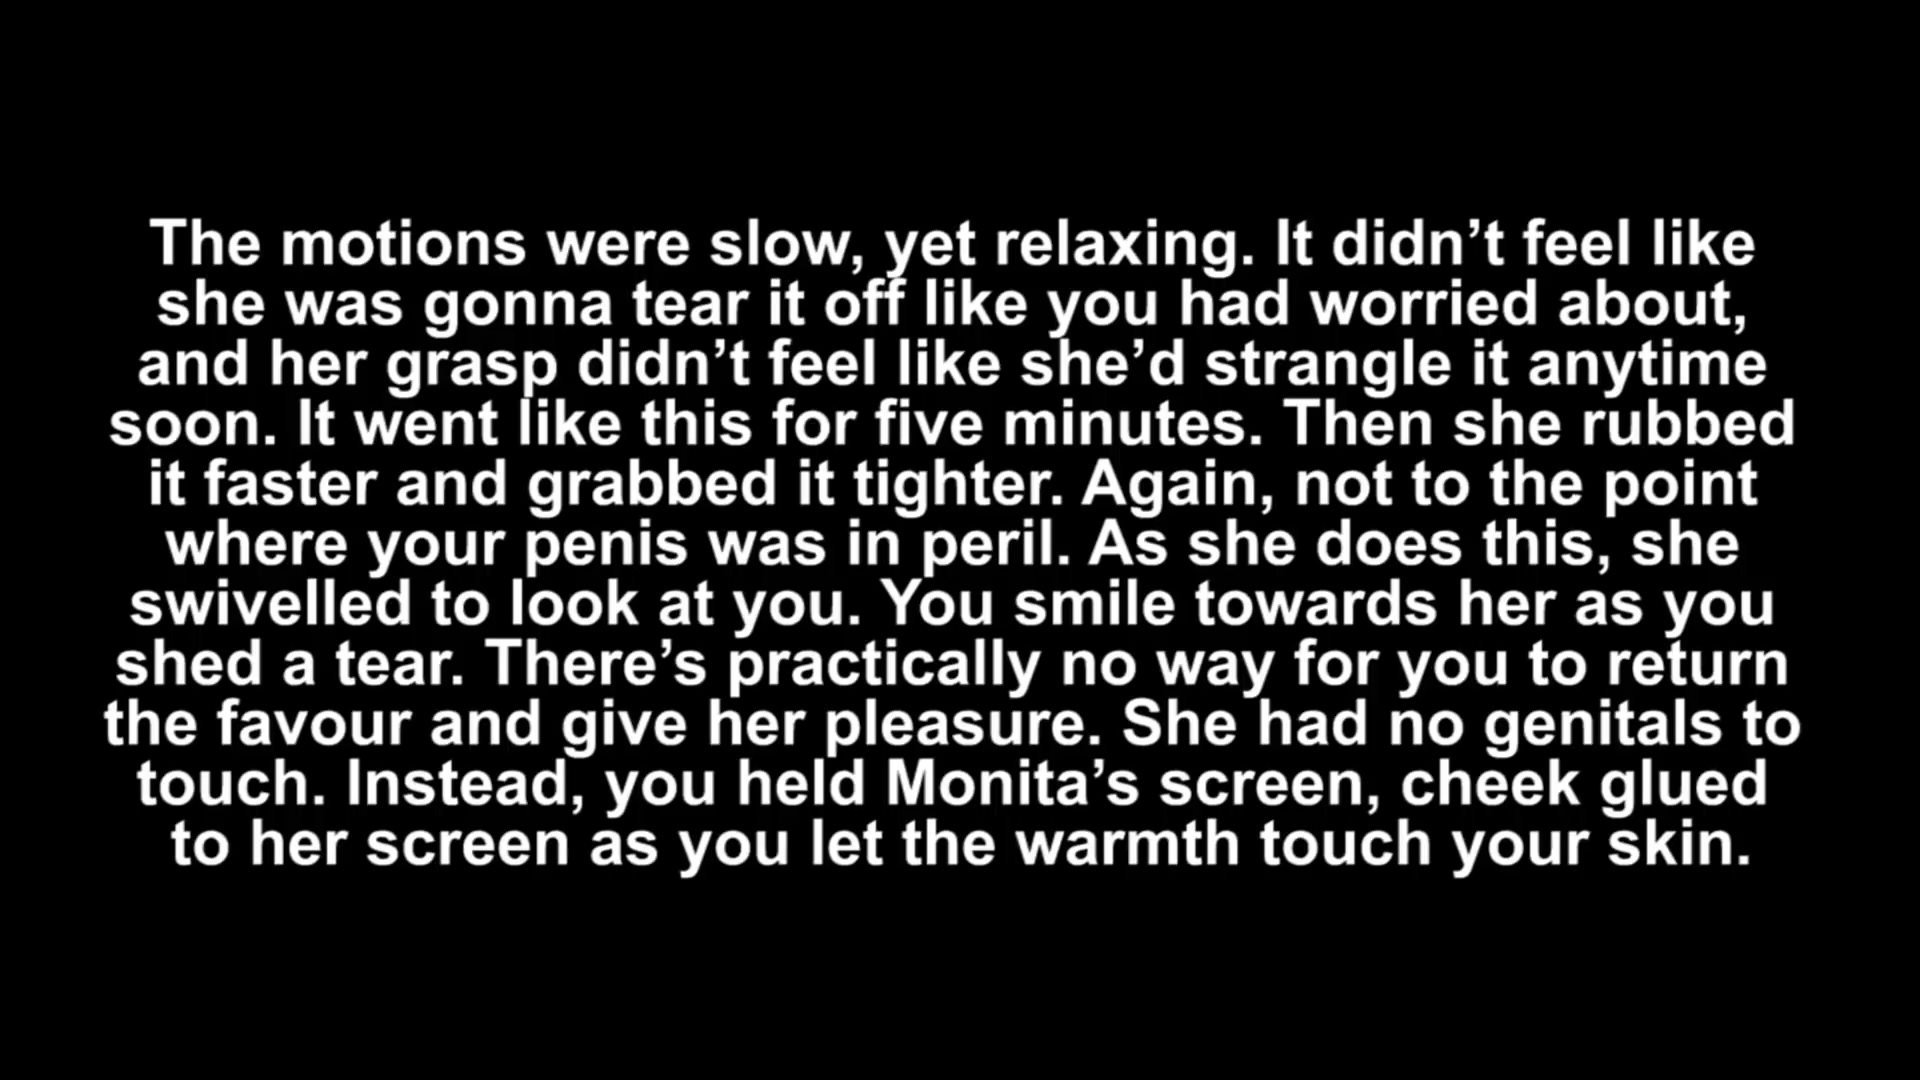 The motions were slow, yet relaxing. It didn’t feel like
she was gonna tear it off like you had worried about,
and her grasp didn’t feel like she’d strangle it anytime
soon. It went like this for five minutes. Then she rubbed
it faster and grabbed it tighter. Again, not to the point
where your penis was in peril. As she does this, she
swivelled to look at you. You smile towards her as you
shed a tear. There’s practically no way for you to return
the favour and give her pleasure. She had no genitals to
touch. Instead, you held Monita’s screen, cheek glued
to her screen as you let the warmth touch your skin.